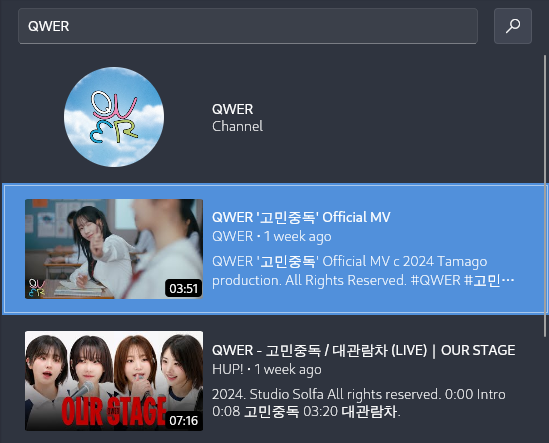 QWER
QWER
QWER
Channel
QWER '고민중독' Official MV
QWER • 1 week ago
QWER '고민중독' Official MV c 2024 Tamago
production. All Rights Reserved. #QWER #고민…
03:51
QWER - 고민중독 / 대관람차 (LIVE) | OUR STAGE
HUP! • 1 week ago
2024. Studio Solfa All rights reserved. 0:00 Intro
0:08 고민중독 03:20 대관람차.
OUR STAGE
07:16